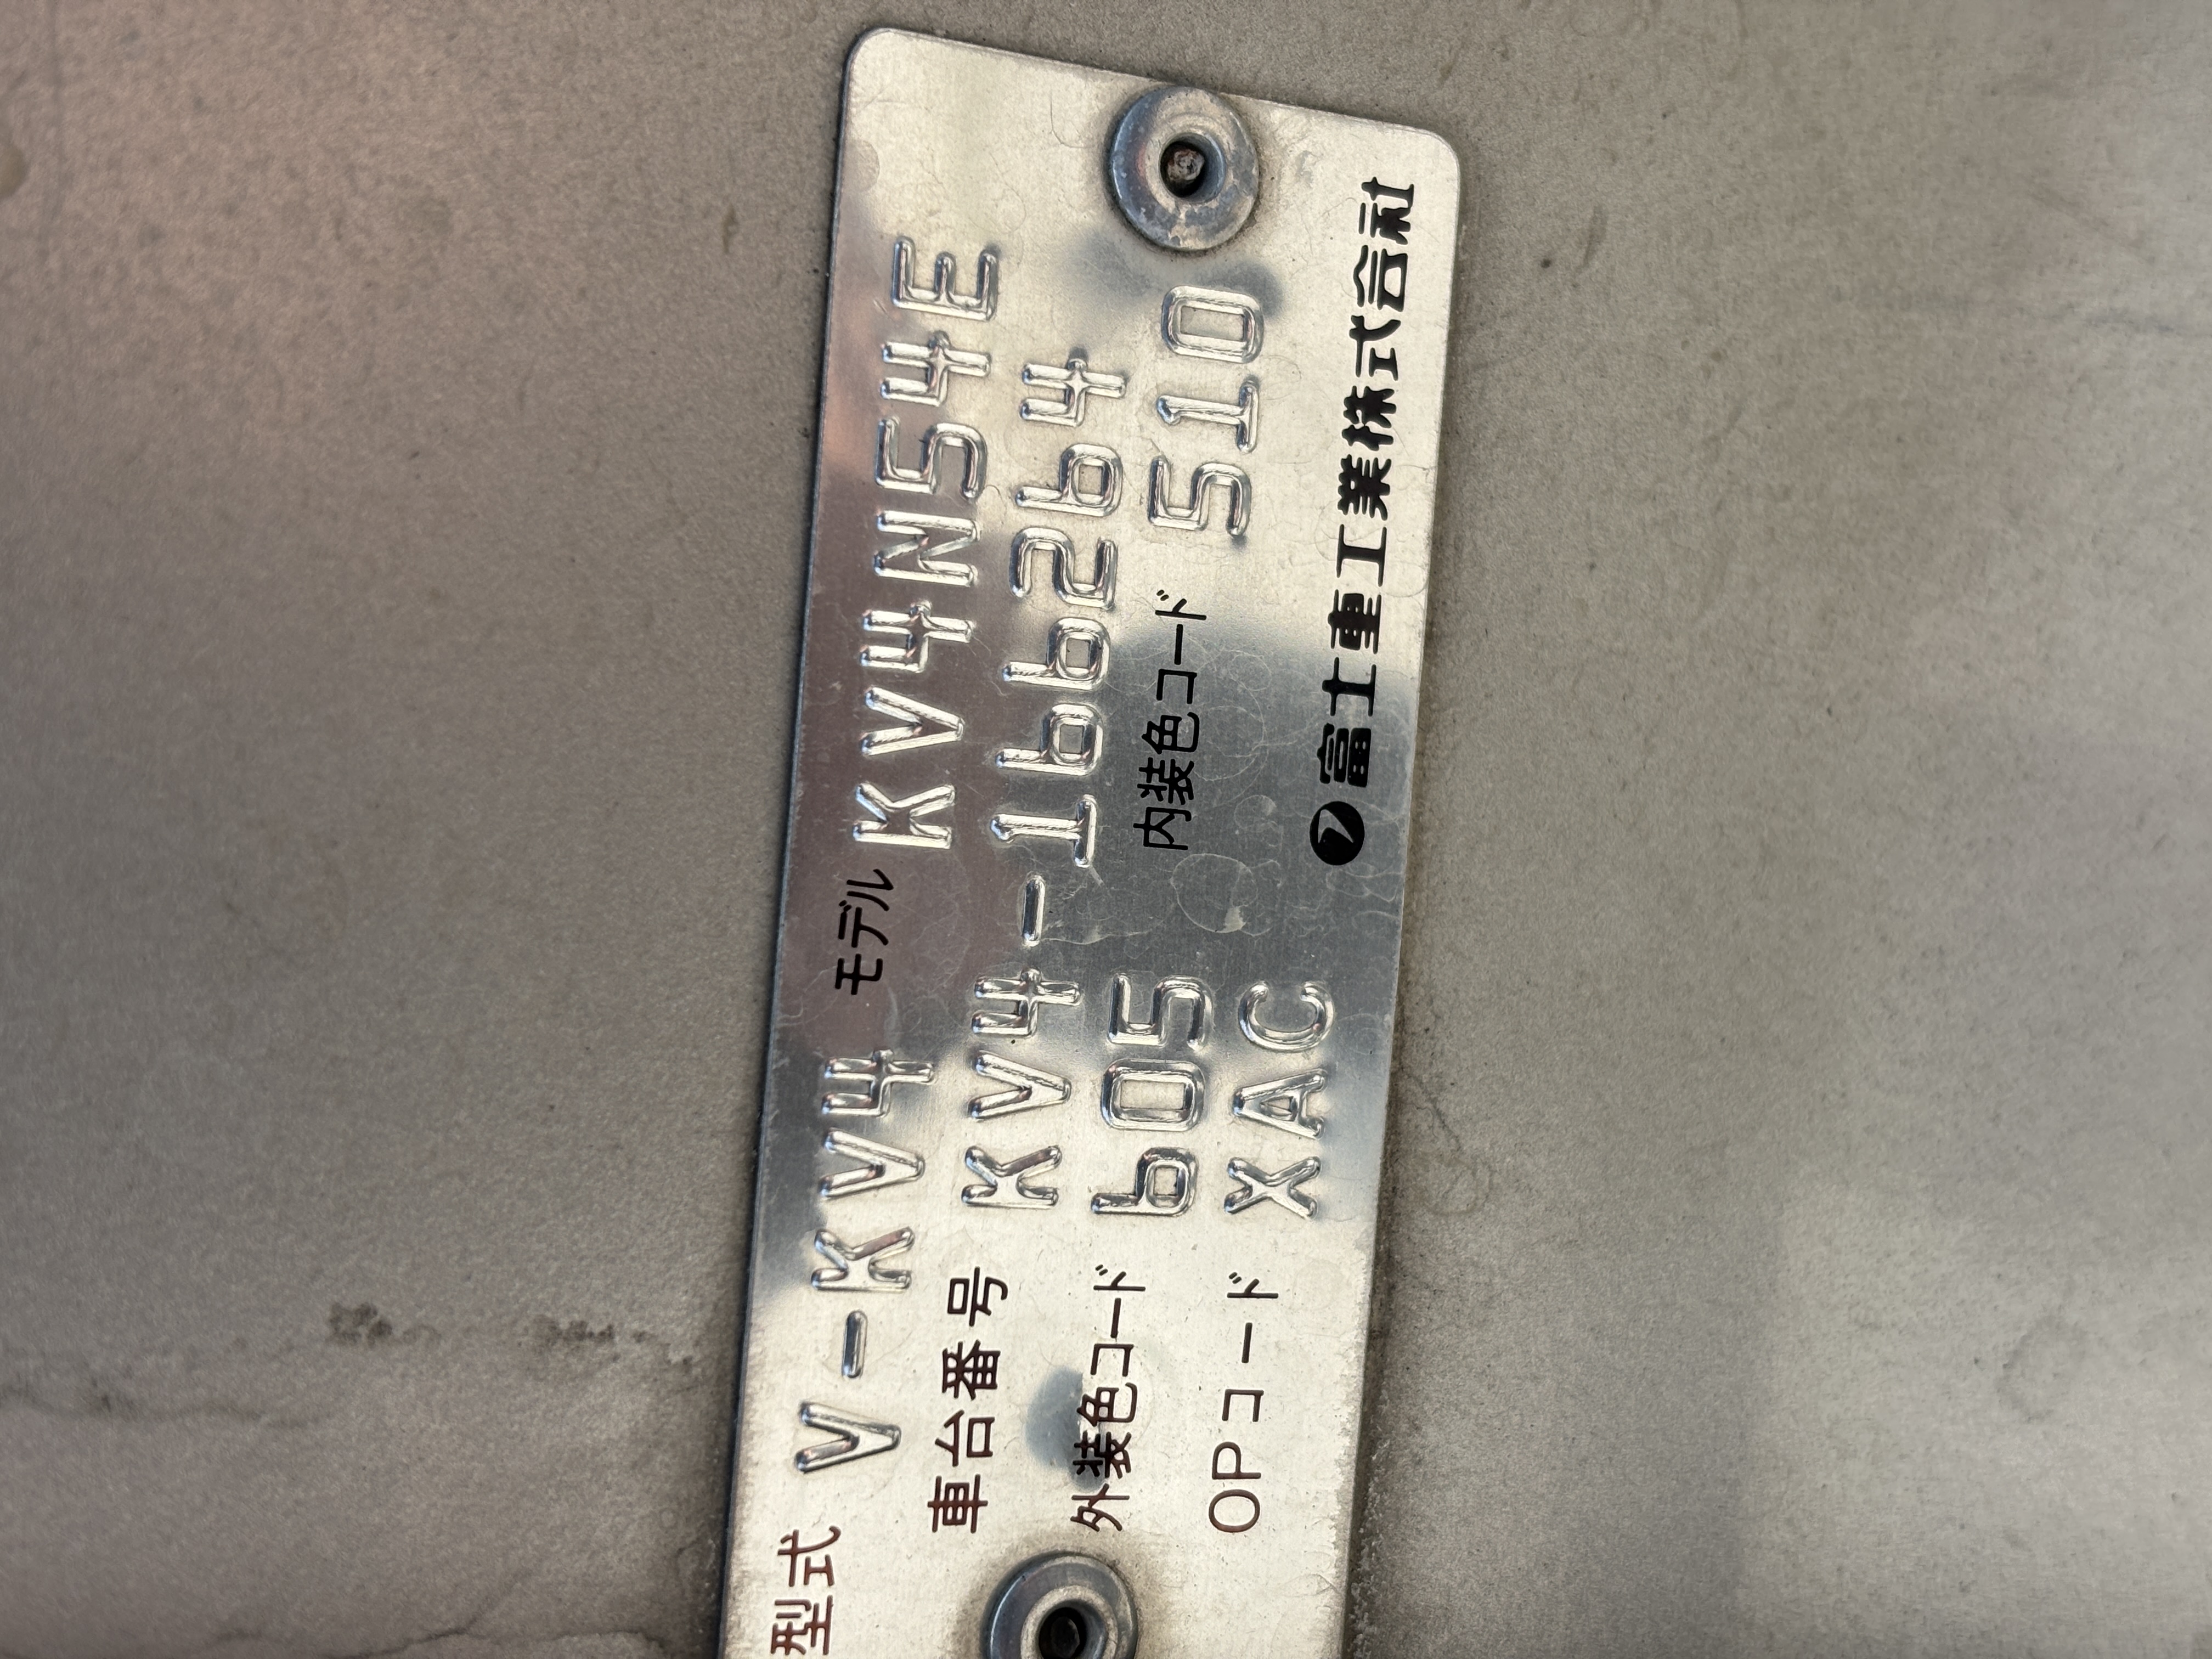 型式 V-KV4 モデル KV4N54E
車台番号 KV4-166264
外装色コード 605 内装色コード 510
OPコード XAC
富士重工業株式会社